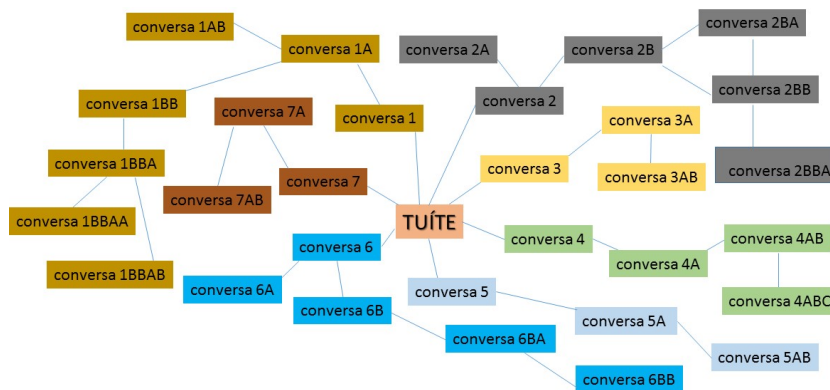 conversa 1AB
conversa 1A
conversa 2A
conversa 2B
conversa 2BA
conversa 1BB
conversa 7A
conversa 1
conversa 2
conversa 2BB
conversa 3A
conversa 1BBA
conversa 7
conversa 3
conversa 3AB
conversa 2BBA
conversa 7AB
conversa 1BBAA
TUÍTE
conversa 6
conversa 4
conversa 4AB
conversa 4A
conversa 1BBAB
conversa 6A
conversa 6B
conversa 5
conversa 4ABC
conversa 5A
conversa 6BA
conversa 5AB
conversa 6BB